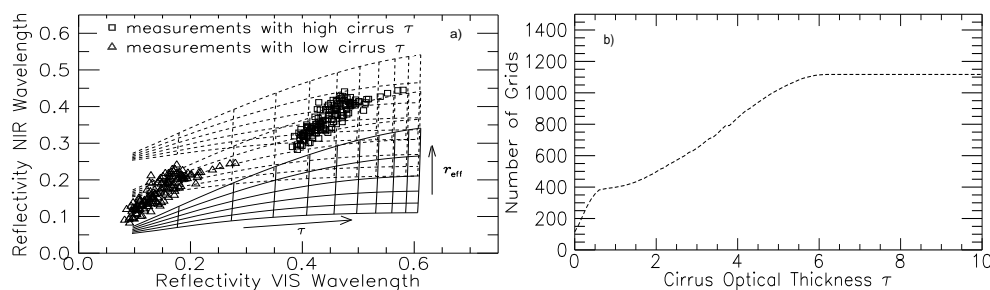 measurements with high cirrus τ
measurements with low cirrus τ
a)
Reflectivity NIR Wavelength
0.6
0.5
0.4
0.3
0.2
0.1
0.0
r eff
τ
0.0 0.2 0.4 0.6
Reflectivity VIS Wavelength
b)
Number of Grids
1400
1200
1000
800
600
400
200
0
0 2 4 6 8 10
Cirrus Optical Thickness τ